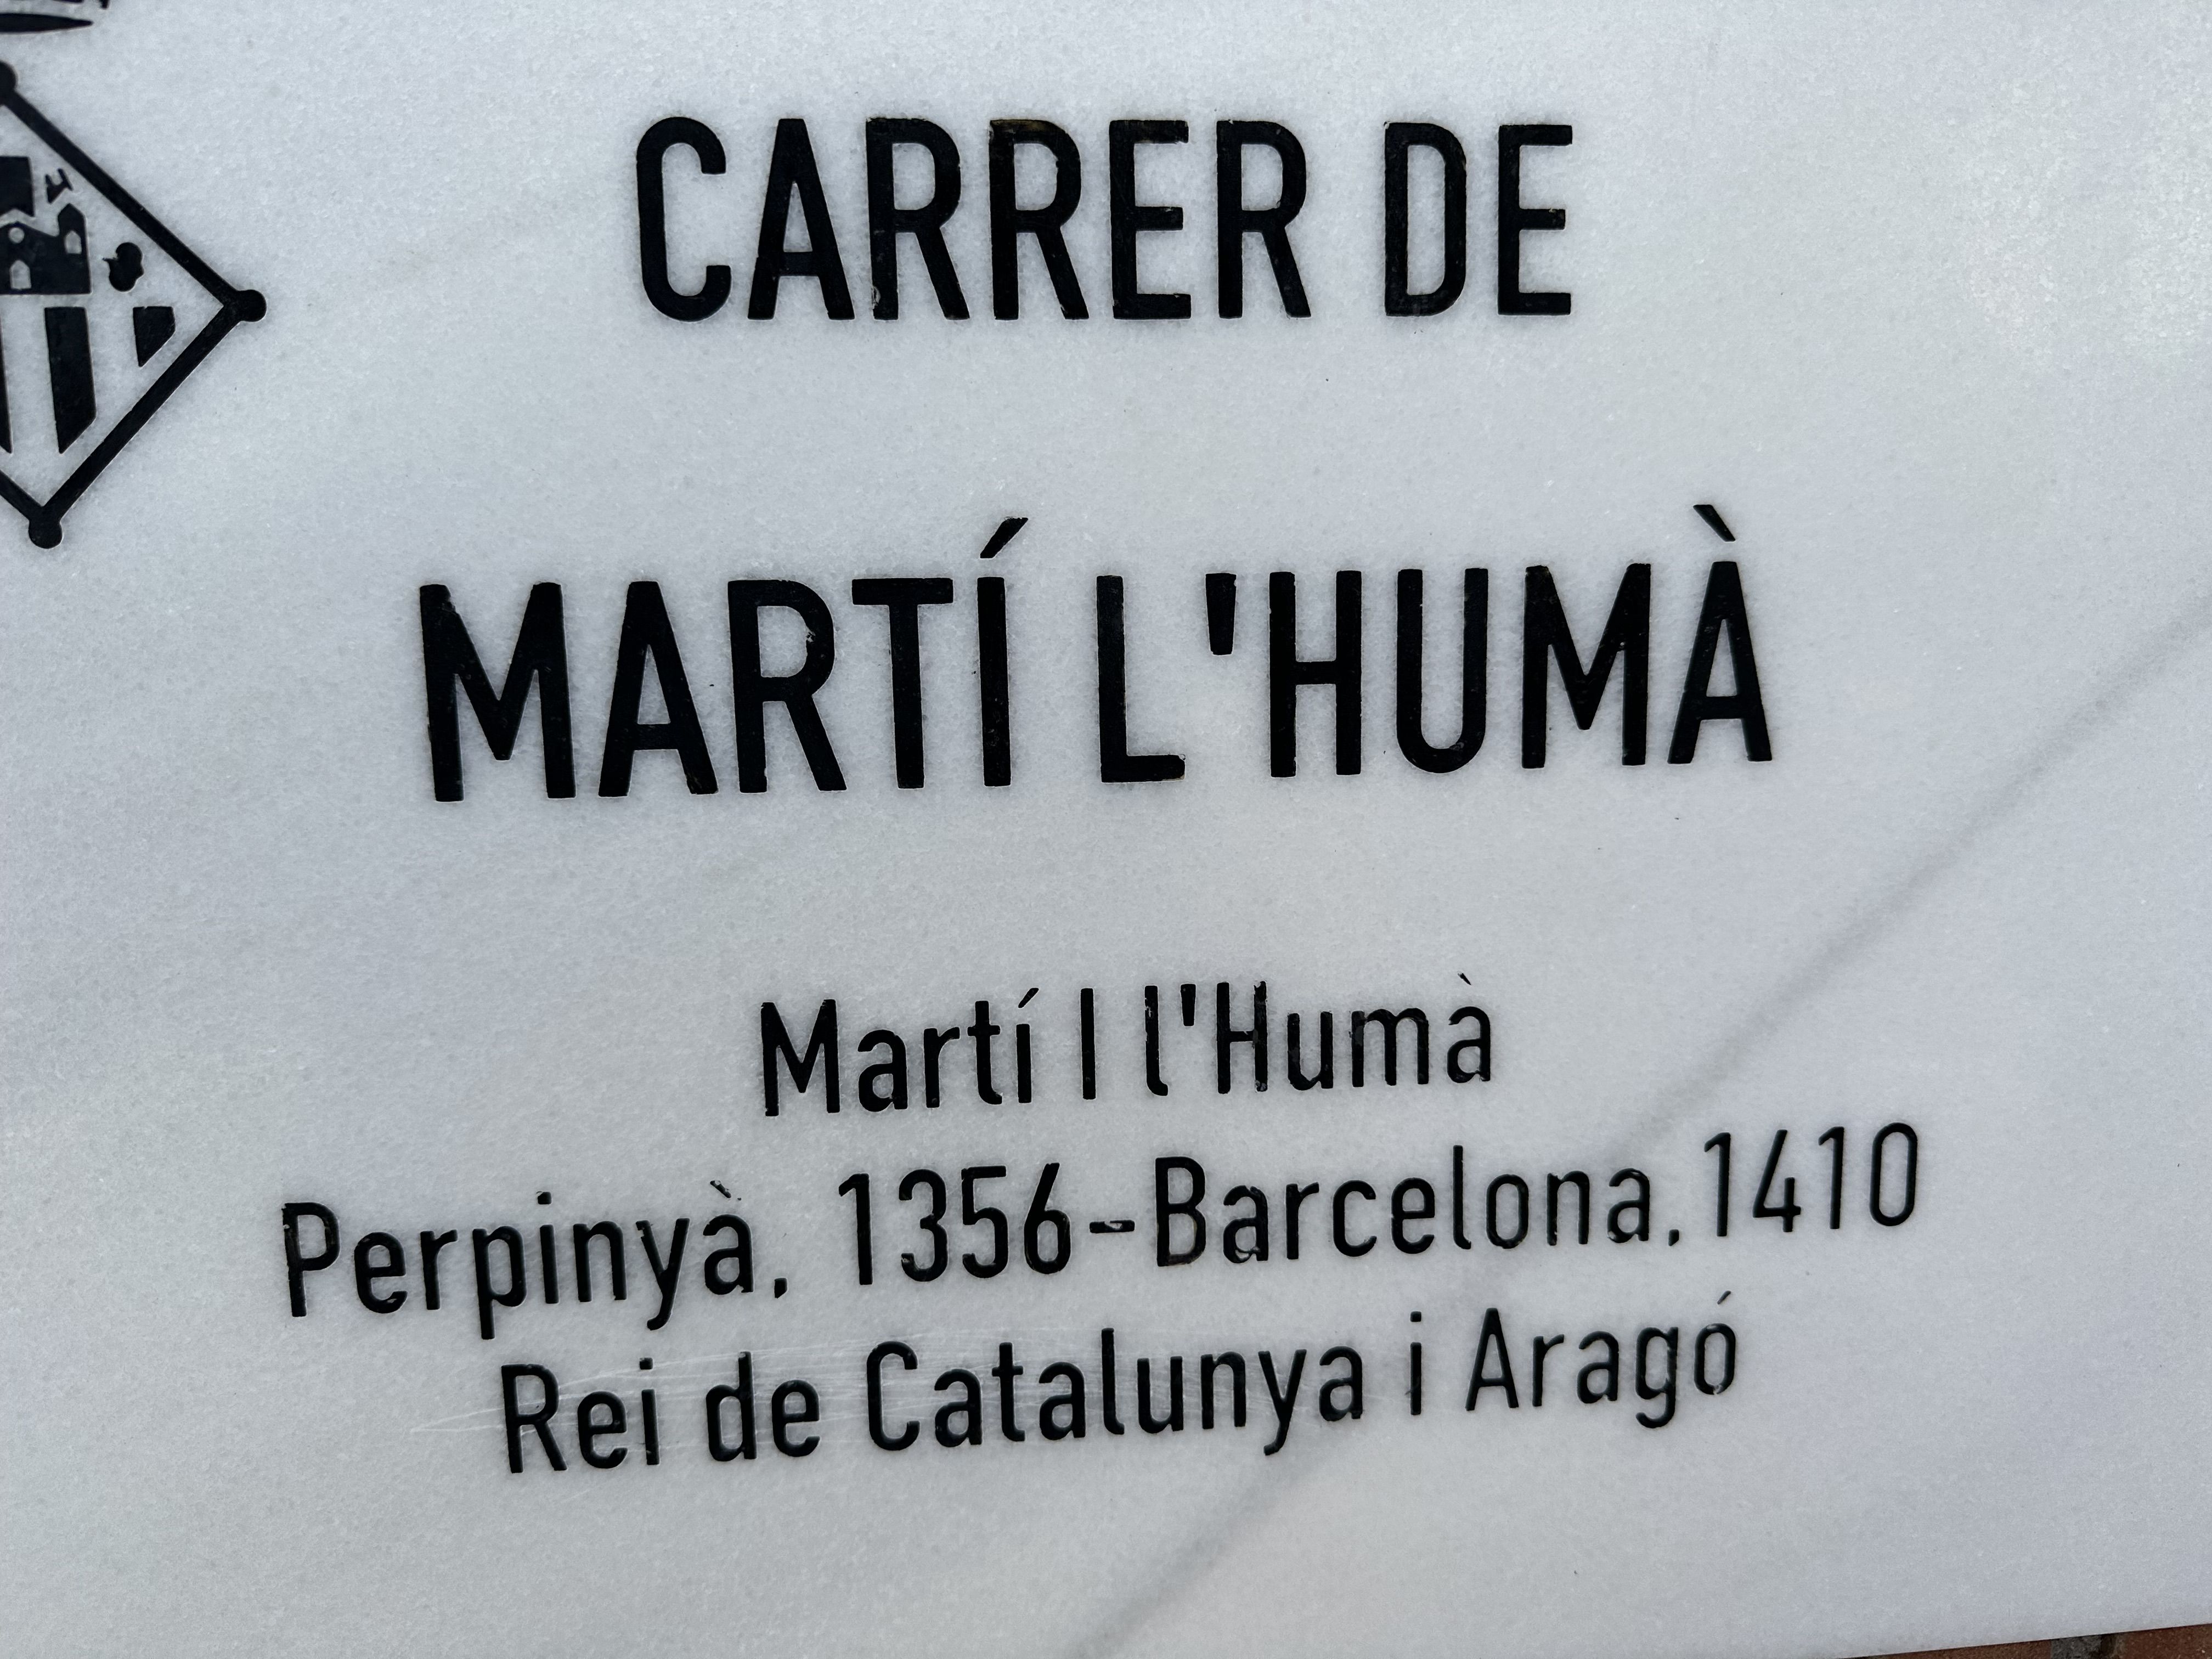 CARRER DE
MARTÍ L'HUMÀ
Martí I l'Humà
Perpinyà, 1356-Barcelona, 1410
Rei de Catalunya i Aragó